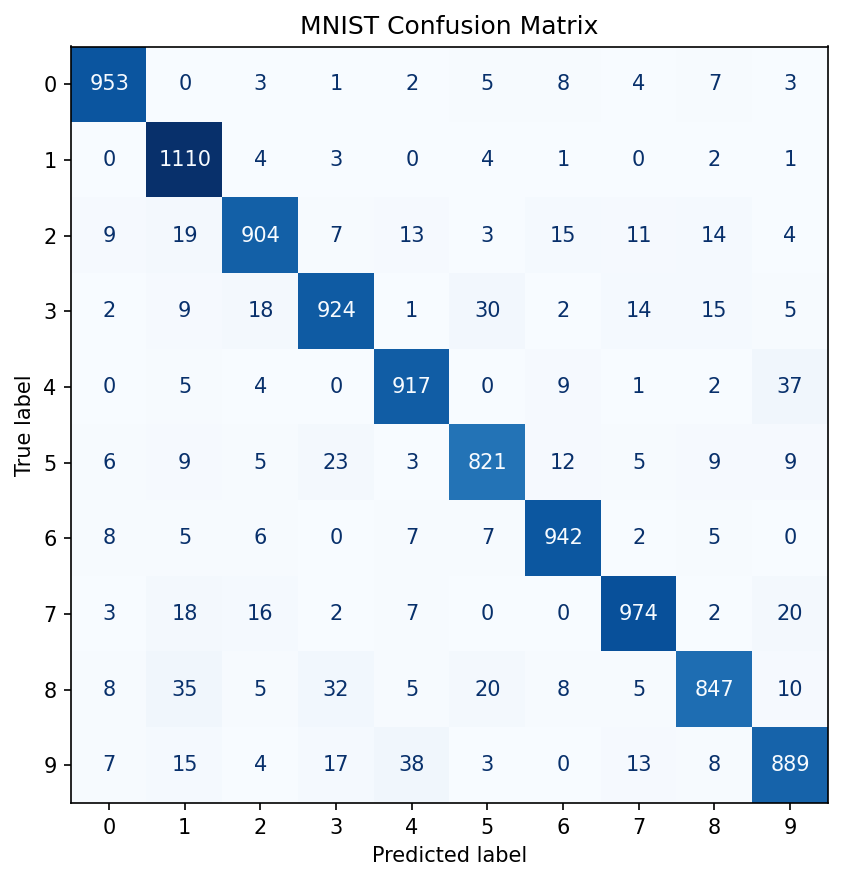 MNIST Confusion Matrix
True label
0 953 0 3 1 2 5 8 4 7 3
1 0 1110 4 3 0 4 1 0 2 1
2 9 19 904 7 13 3 15 11 14 4
3 2 9 18 924 1 30 2 14 15 5
4 0 5 4 0 917 0 9 1 2 37
5 6 9 5 23 3 821 12 5 9 9
6 8 5 6 0 7 7 942 2 5 0
7 3 18 16 2 7 0 0 974 2 20
8 8 35 5 32 5 20 8 5 847 10
9 7 15 4 17 38 3 0 13 8 889
0 1 2 3 4 5 6 7 8 9
Predicted label